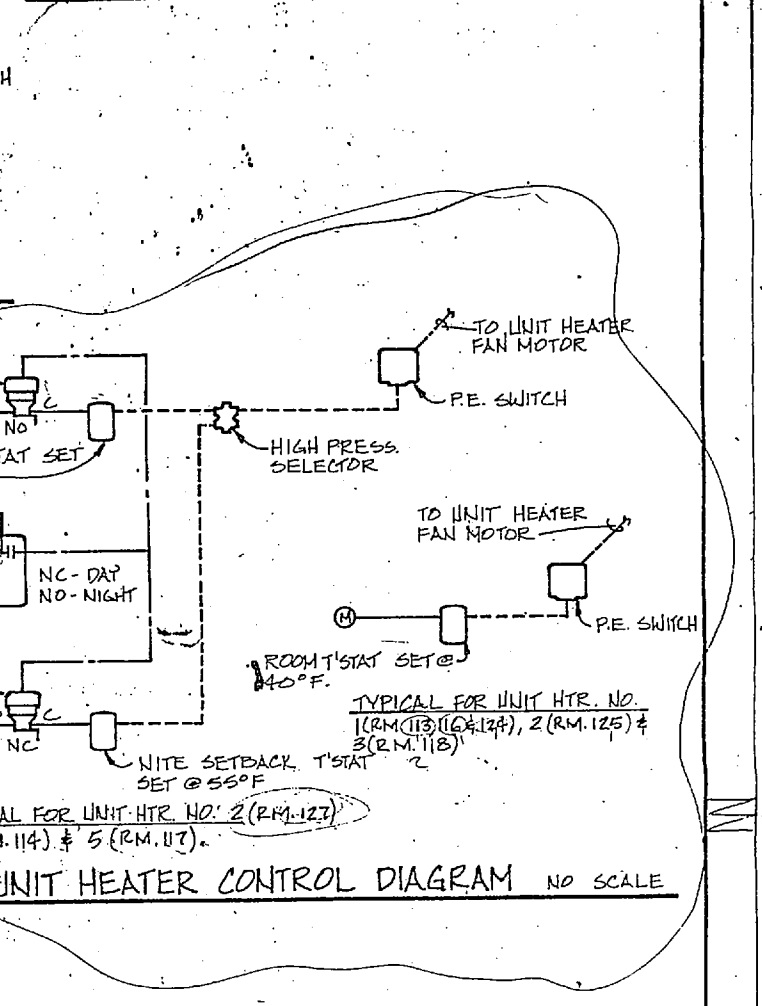 H
TO UNIT HEATER
FAN MOTOR
P.E. SWITCH
C
NO
TAT SET
HIGH PRESS.
SELECTOR
TO UNIT HEATER
FAN MOTOR
NC - DAY
NO - NIGHT
M
P.E. SWITCH
ROOM T'STAT SET @
40°F.
TYPICAL FOR UNIT HTR. NO.
1(RM. 113, 116 & 124), 2 (RM. 125) &
3(RM. 118)
C
NC
NITE SETBACK T'STAT
SET @ 55°F
AL FOR UNIT HTR. NO. 2 (RM. 127)
.114) & 5 (RM. 117).
UNIT HEATER CONTROL DIAGRAM NO SCALE